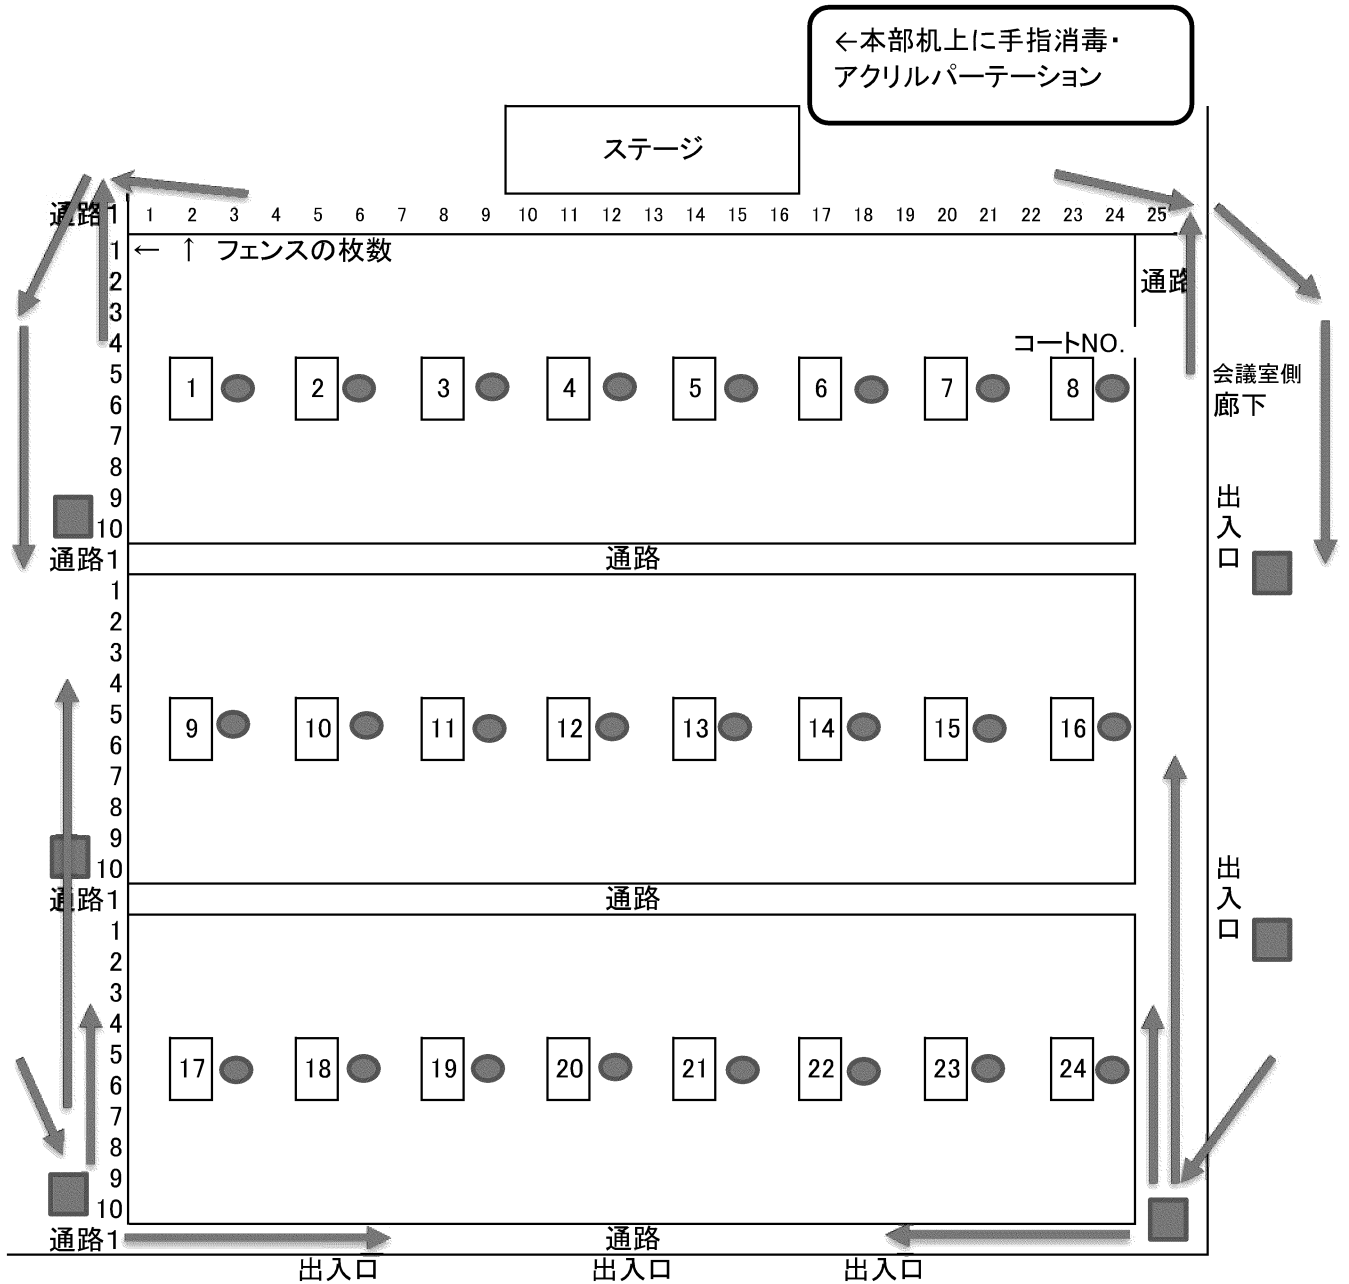 ←本部机上に手指消毒・
アクリルパーテーション
ステージ
通路1 1 2 3 4 5 6 7 8 9 10 11 12 13 14 15 16 17 18 19 20 21 22 23 24 25
1 ← ↑ フェンスの枚数
2 通路
3
4 コートNO.
5 会議室側
1 2 3 4 5 6 7 8
6 廊下
7
8
9 出入口
10
通路1 通路
1
2
3
4
5
9 10 11 12 13 14 15 16
6
7
8
9
10 出入口
通路1 通路
1
2
3
4
5
17 18 19 20 21 22 23 24
6
7
8
9
10
通路1 通路
出入口 出入口 出入口